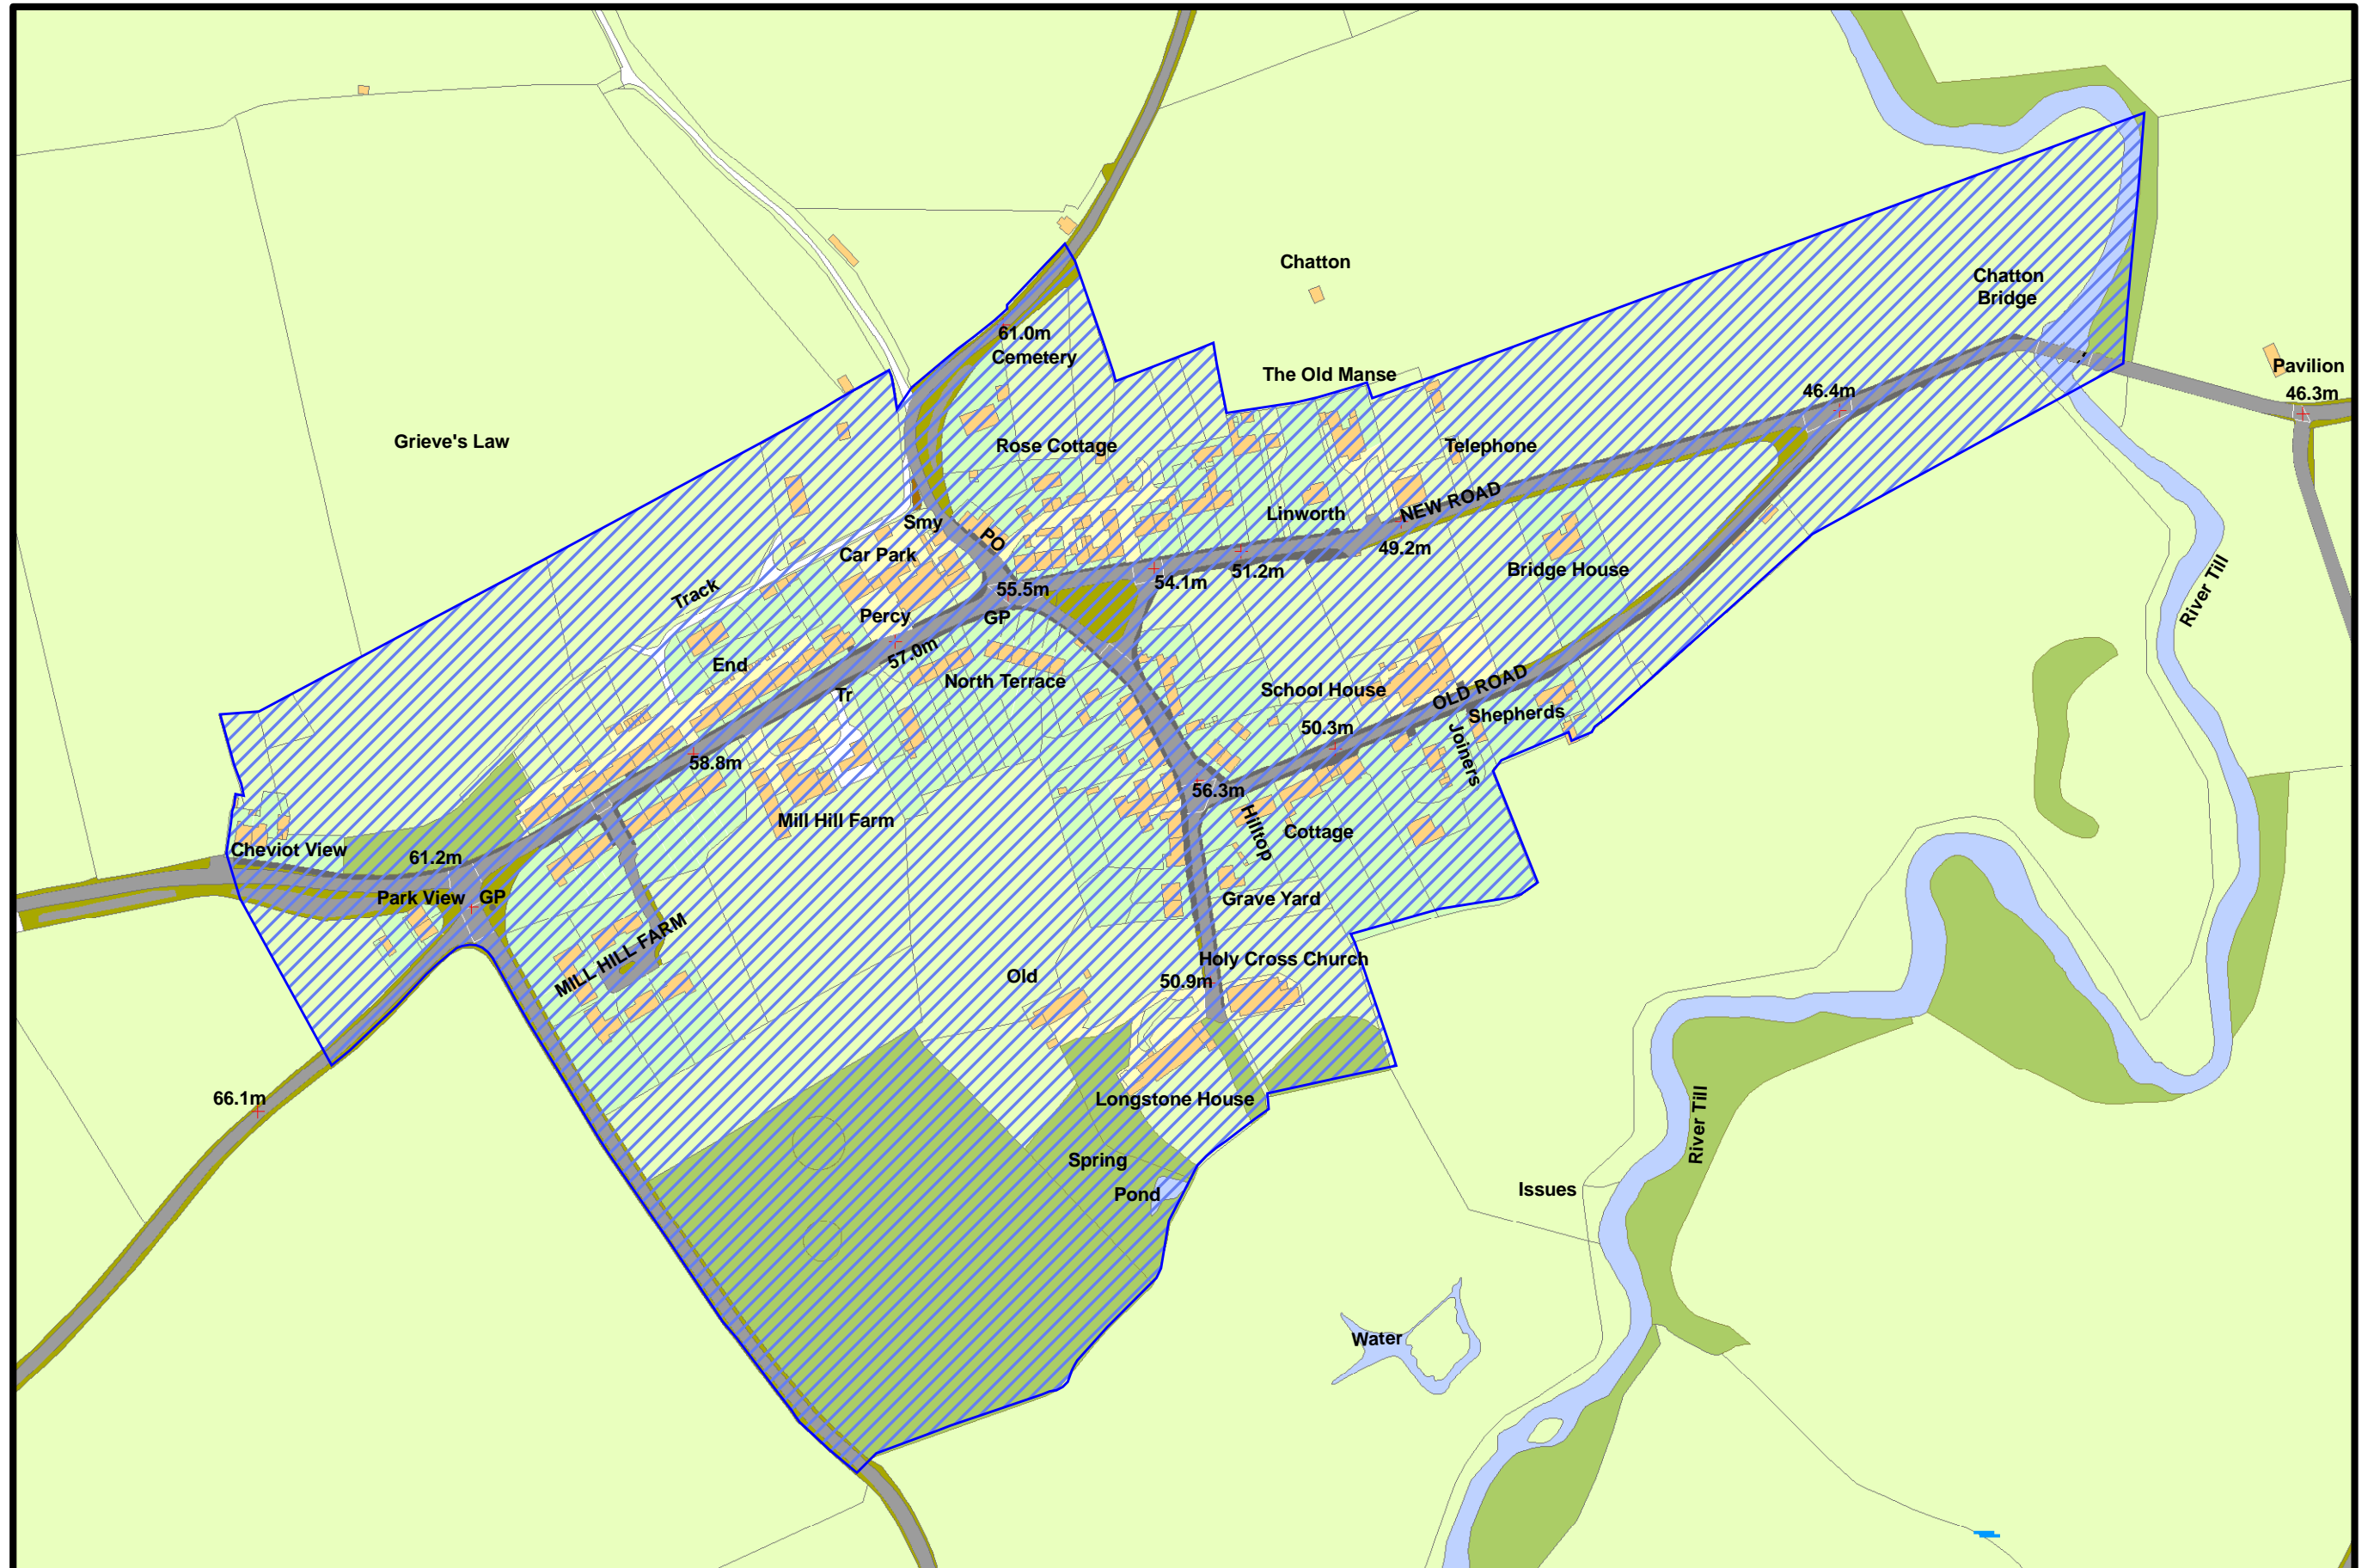 Chatton
Chatton
Bridge
61.0m
Cemetery
The Old Manse
Pavilion
46.3m
46.4m
Grieve's Law
Rose Cottage
Telephone
NEW ROAD
Smy
PO
Linworth
Car Park
49.2m
51.2m
Bridge House
54.1m
55.5m
Track
Percy
GP
River Till
57.0m
End
North Terrace
Tr
School House
OLD ROAD
Shepherds
50.3m
Joiners
58.8m
56.3m
Mill Hill Farm
Hilltop
Cottage
Cheviot View
61.2m
Park View
GP
Grave Yard
MILL HILL FARM
Holy Cross Church
Old
50.9m
66.1m
Longstone House
River Till
Spring
Pond
Issues
Water